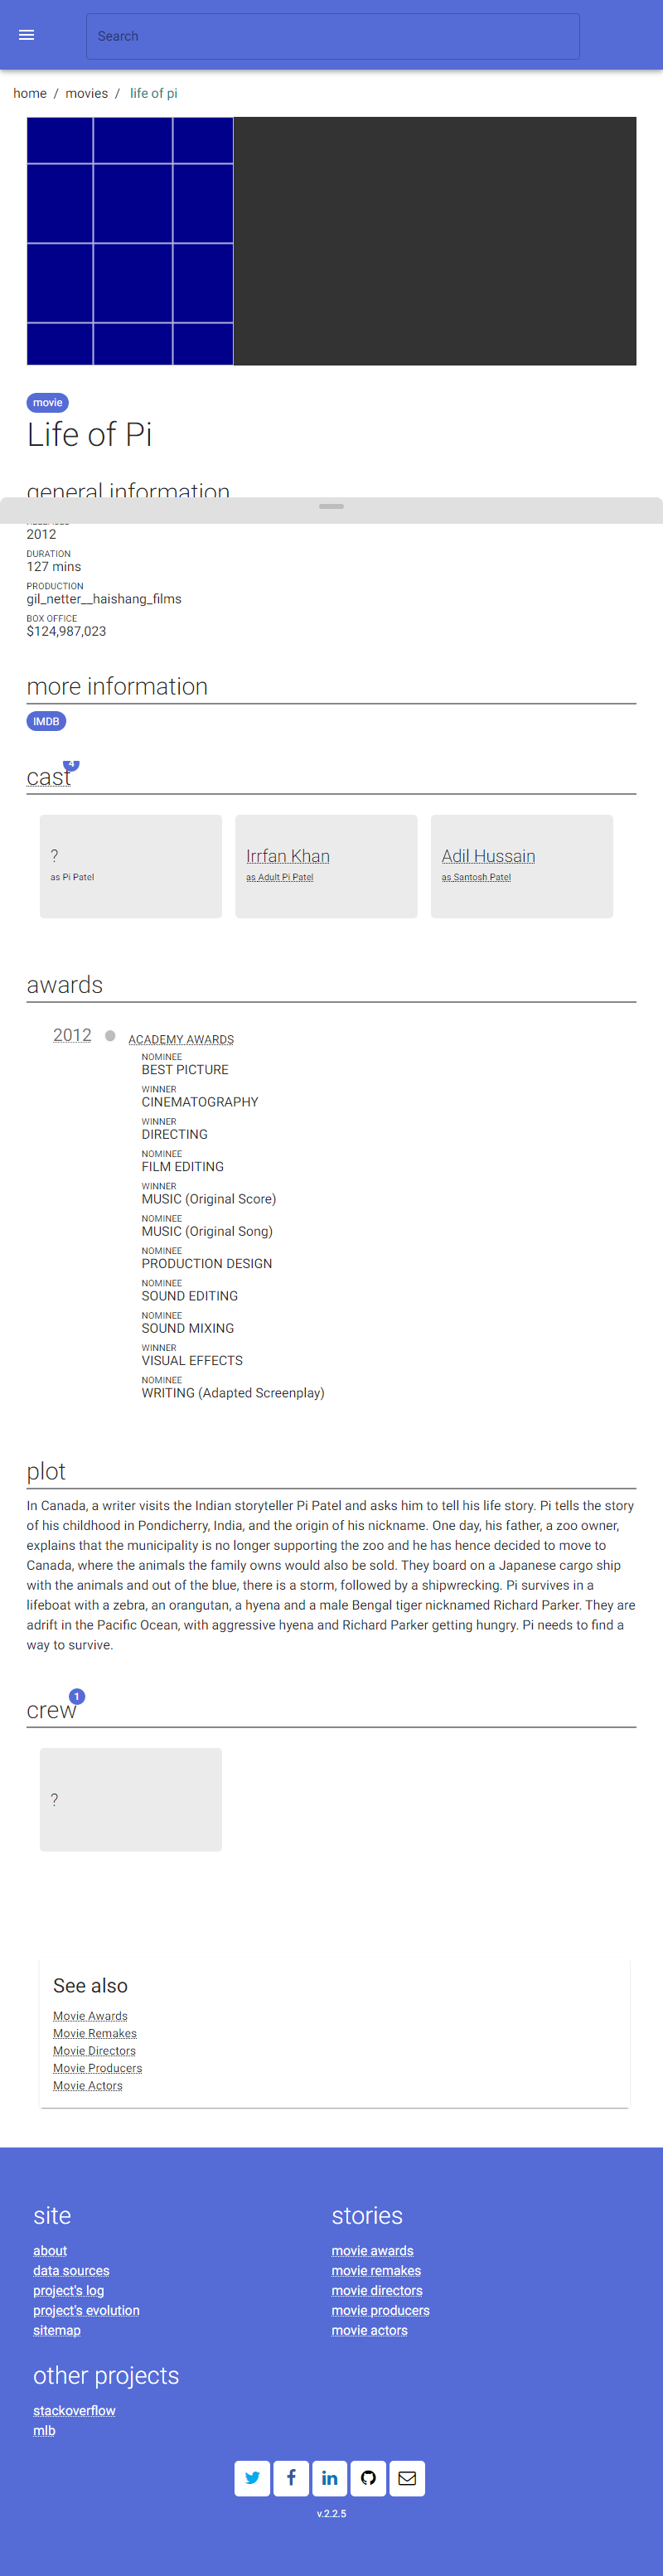 Search
home / movies / life of pi
movie
Life of Pi
general information
2012
DURATION
127 mins
PRODUCTION
gil_netter__haishang_films
BOX OFFICE
$124,987,023
more information
IMDB
cast 4
?
as Pi Patel
Irrfan Khan
as Adult Pi Patel
Adil Hussain
as Santosh Patel
awards
2012
ACADEMY AWARDS
NOMINEE
BEST PICTURE
WINNER
CINEMATOGRAPHY
WINNER
DIRECTING
NOMINEE
FILM EDITING
WINNER
MUSIC (Original Score)
NOMINEE
MUSIC (Original Song)
NOMINEE
PRODUCTION DESIGN
NOMINEE
SOUND EDITING
NOMINEE
SOUND MIXING
WINNER
VISUAL EFFECTS
NOMINEE
WRITING (Adapted Screenplay)
plot
In Canada, a writer visits the Indian storyteller Pi Patel and asks him to tell his life story. Pi tells the story
of his childhood in Pondicherry, India, and the origin of his nickname. One day, his father, a zoo owner,
explains that the municipality is no longer supporting the zoo and he has hence decided to move to
Canada, where the animals the family owns would also be sold. They board on a Japanese cargo ship
with the animals and out of the blue, there is a storm, followed by a shipwrecking. Pi survives in a
lifeboat with a zebra, an orangutan, a hyena and a male Bengal tiger nicknamed Richard Parker. They are
adrift in the Pacific Ocean, with aggressive hyena and Richard Parker getting hungry. Pi needs to find a
way to survive.
crew 1
?
See also
Movie Awards
Movie Remakes
Movie Directors
Movie Producers
Movie Actors
site
about
data sources
project's log
project's evolution
sitemap
stories
movie awards
movie remakes
movie directors
movie producers
movie actors
other projects
stackoverflow
mlb
v.2.2.5